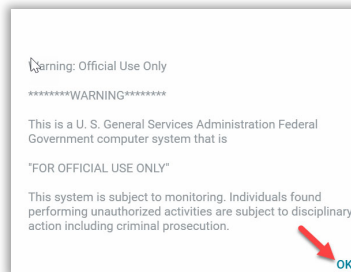 Warning: Official Use Only
********WARNING********
This is a U. S. General Services Administration Federal
Government computer system that is
"FOR OFFICIAL USE ONLY"
This system is subject to monitoring. Individuals found
performing unauthorized activities are subject to disciplinary
action including criminal prosecution.
OK